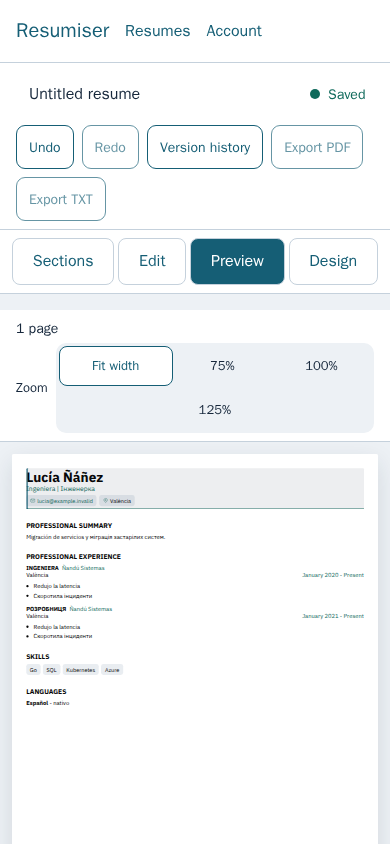 Resumiser Resumes Account
Untitled resume Saved
Undo Redo Version history Export PDF
Export TXT
Sections Edit Preview Design
1 page
Zoom Fit width 75% 100%
125%
Lucía Ñáñez
Ingeniera | Інженерка
lucia@example.invalid València
PROFESSIONAL SUMMARY
Migración de servicios y міграція застарілих систем.
PROFESSIONAL EXPERIENCE
INGENIERA Ñandú Sistemas
València January 2020 - Present
• Redujo la latencia
• Скоротила інциденти
РОЗРОБНИЦЯ Ñandú Sistemas
València January 2021 - Present
• Redujo la latencia
• Скоротила інциденти
SKILLS
Go SQL Kubernetes Azure
LANGUAGES
Español - nativo